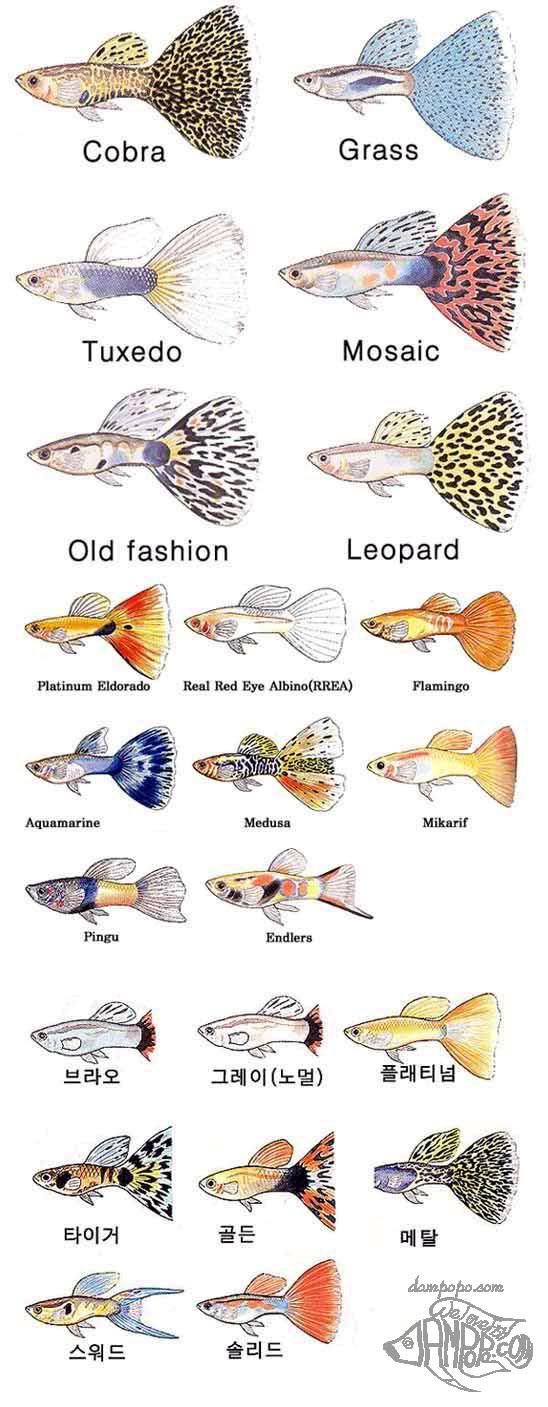 Cobra
Grass
Tuxedo
Mosaic
Old fashion
Leopard
Platinum Eldorado
Real Red Eye Albino(RREA)
Flamingo
Aquamarine
Medusa
Mikarif
Pingu
Endlers
브라오
그레이(노멀)
플래티넘
타이거
골든
메탈
스워드
솔리드
dampopo.com